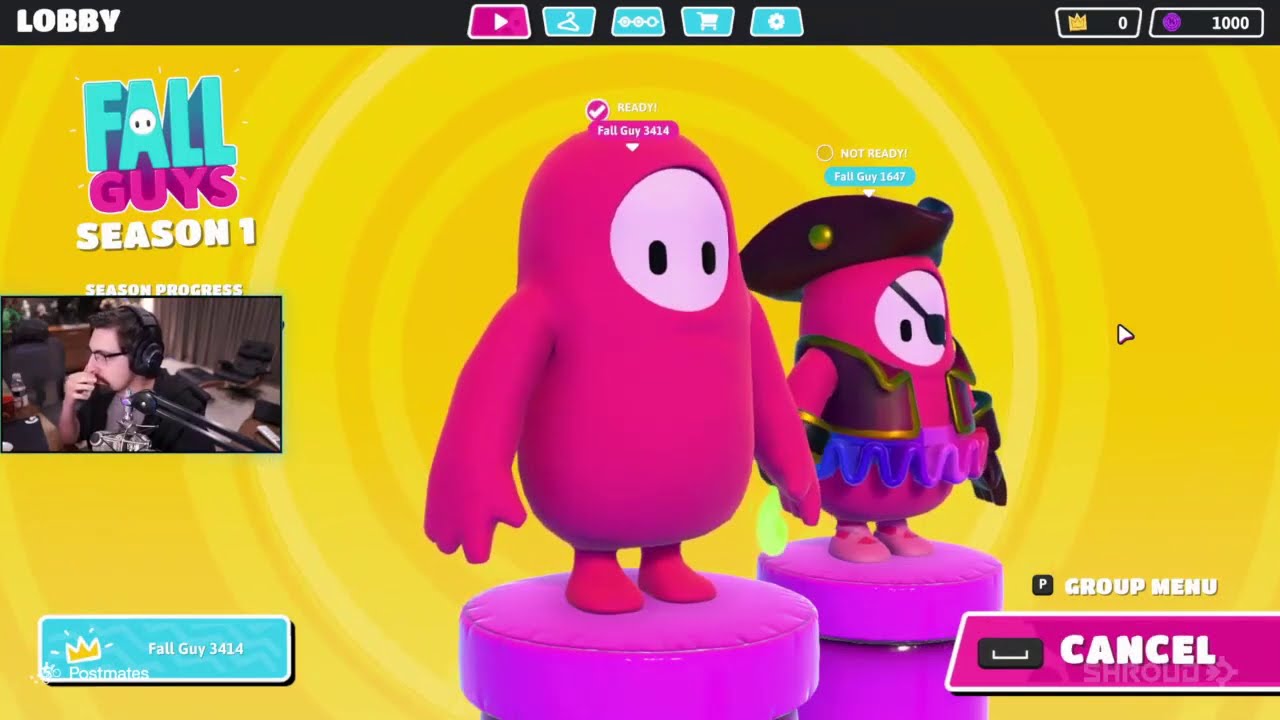 LOBBY
0
1000
READY!
Fall Guy 3414
NOT READY!
Fall Guy 1647
FALL
GUYS
SEASON 1
SEASON PROGRESS
P GROUP MENU
Fall Guy 3414
Postmates
CANCEL
SHROUD